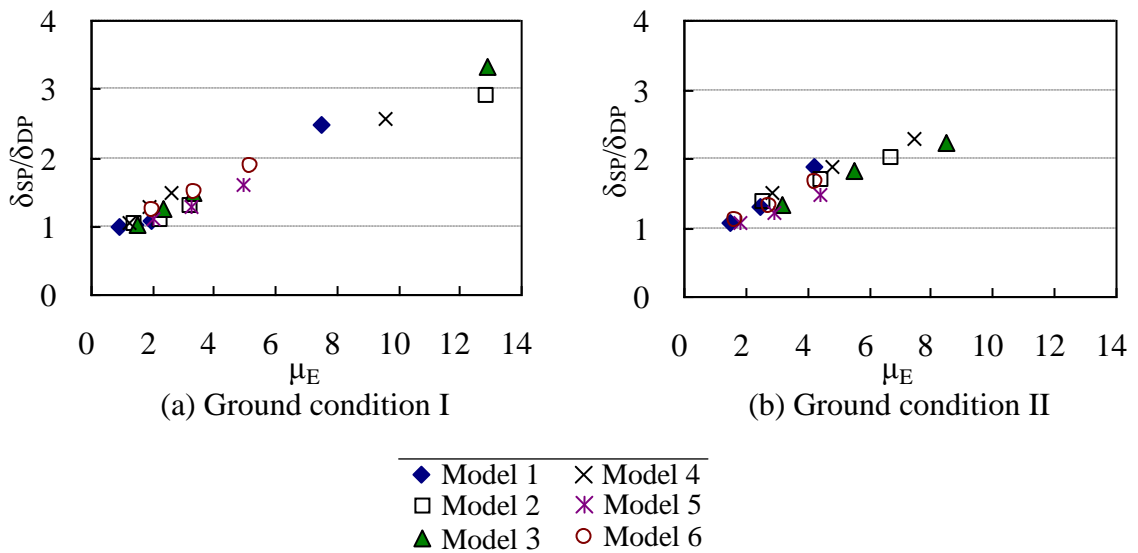 4
3
2
1
0
δSP/δDP
0 2 4 6 8 10 12 14
μE
(a) Ground condition I
4
3
2
1
0
δSP/δDP
0 2 4 6 8 10 12 14
μE
(b) Ground condition II
Model 1 Model 4
Model 2 Model 5
Model 3 Model 6